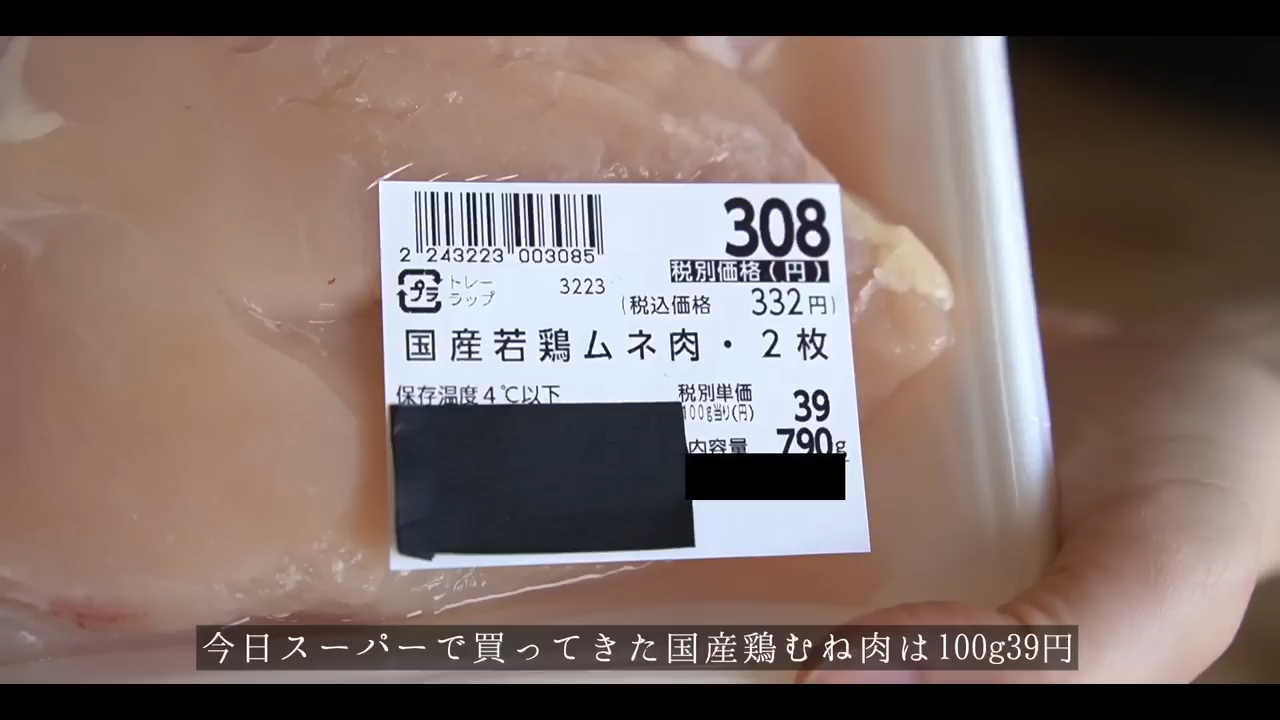 308
2 243223 003085
税別価格(円)
プラ
トレー
ラップ
3223
(税込価格 332円)
国産若鶏ムネ肉・2枚
保存温度4℃以下
税別単価
100g当り(円)
39
内容量 790g
今日スーパーで買ってきた国産鶏むね肉は100g39円